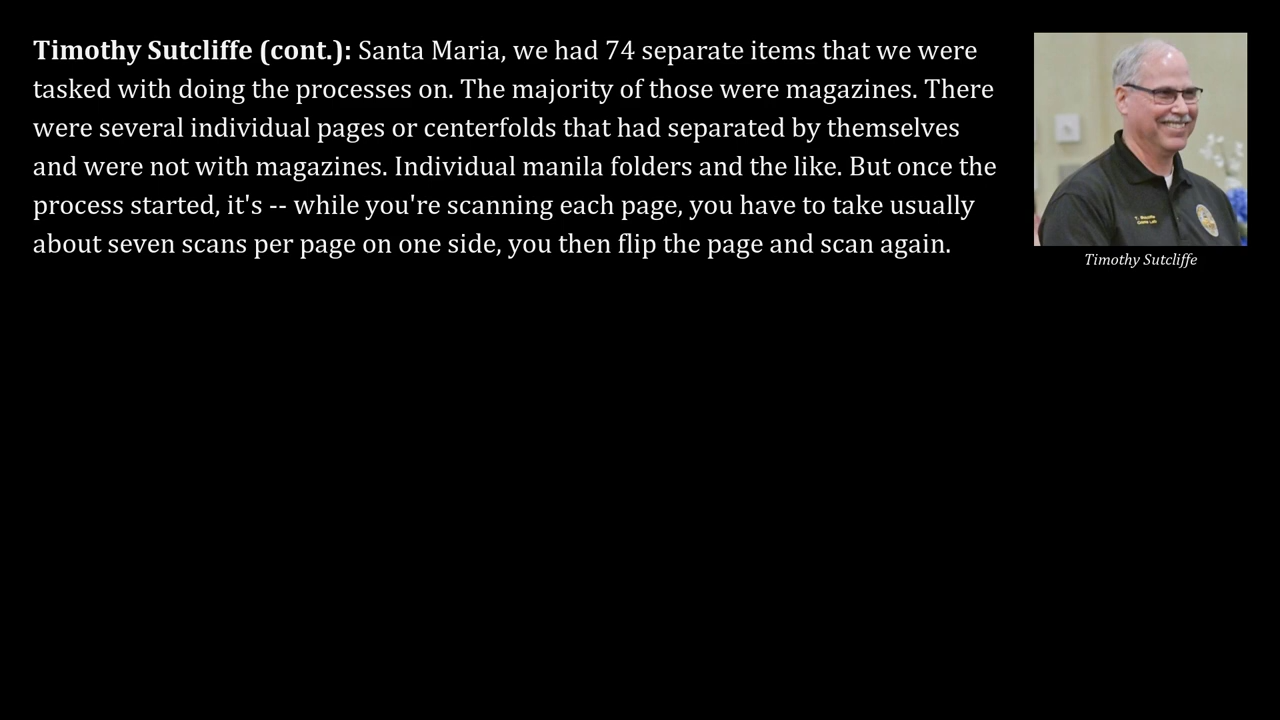 Timothy Sutcliffe (cont.): Santa Maria, we had 74 separate items that we were
tasked with doing the processes on. The majority of those were magazines. There
were several individual pages or centerfolds that had separated by themselves
and were not with magazines. Individual manila folders and the like. But once the
process started, it's -- while you're scanning each page, you have to take usually
about seven scans per page on one side, you then flip the page and scan again.
Timothy Sutcliffe